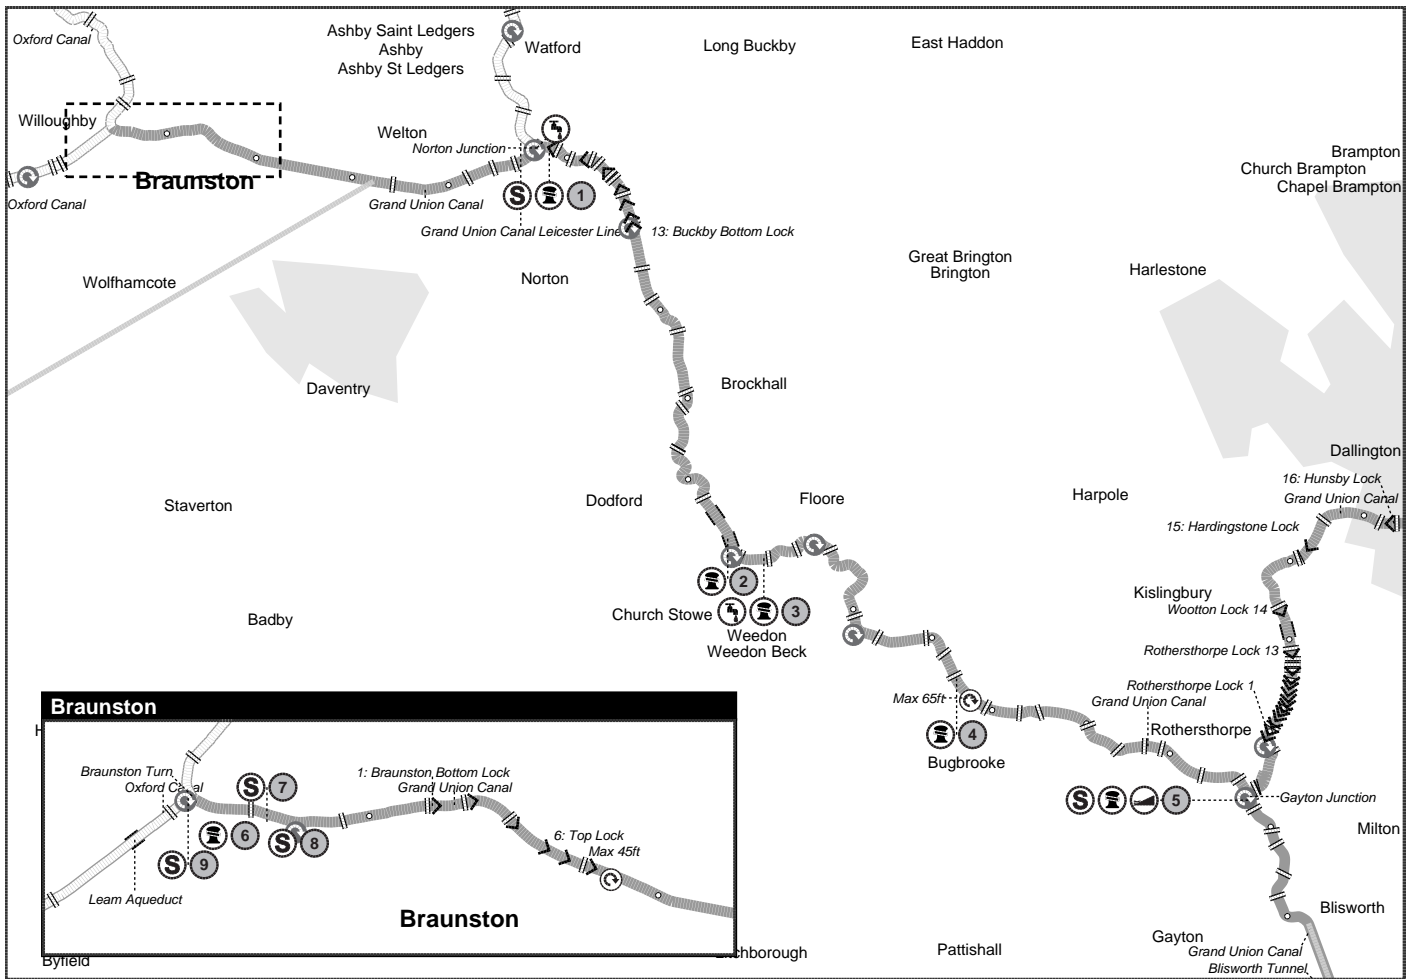 Oxford Canal
Ashby Saint Ledgers
Ashby
Ashby St Ledgers
Watford
Long Buckby
East Haddon
Willoughby
Welton
Norton Junction
Brampton
Church Brampton
Chapel Brampton
Braunston
Oxford Canal
Grand Union Canal
S
1
Grand Union Canal Leicester Line
13: Buckby Bottom Lock
Wolfhamcote
Norton
Great Brington
Brington
Harlestone
Daventry
Brockhall
Dallington
Staverton
Dodford
Floore
Harpole
16: Hunsby Lock
Grand Union Canal
15: Hardingstone Lock
2
Badby
Church Stowe
3
Weedon
Weedon Beck
Kislingbury
Wootton Lock 14
Rothersthorpe Lock 13
Rothersthorpe Lock 1
Max 65ft
Grand Union Canal
Rothersthorpe
4
Bugbrooke
S
5
Gayton Junction
Milton
Blisworth
Pattishall
Gayton
Grand Union Canal
Blisworth Tunnel
Byfield
Braunston
Braunston Turn
Oxford Canal
S
7
1: Braunston Bottom Lock
Grand Union Canal
6
S
8
S
9
6: Top Lock
Max 45ft
Leam Aqueduct
Braunston